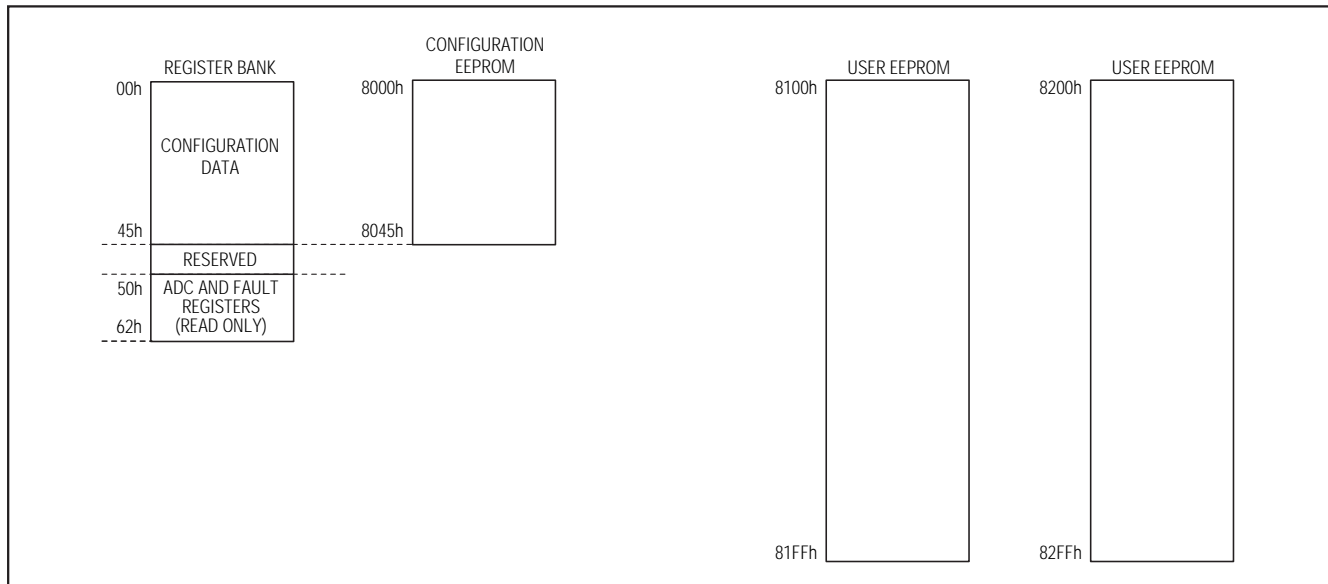 REGISTER BANK
00h
CONFIGURATION
DATA
45h
RESERVED
50h
ADC AND FAULT
REGISTERS
(READ ONLY)
62h
CONFIGURATION
EEPROM
8000h
8045h
USER EEPROM
8100h
81FFh
USER EEPROM
8200h
82FFh